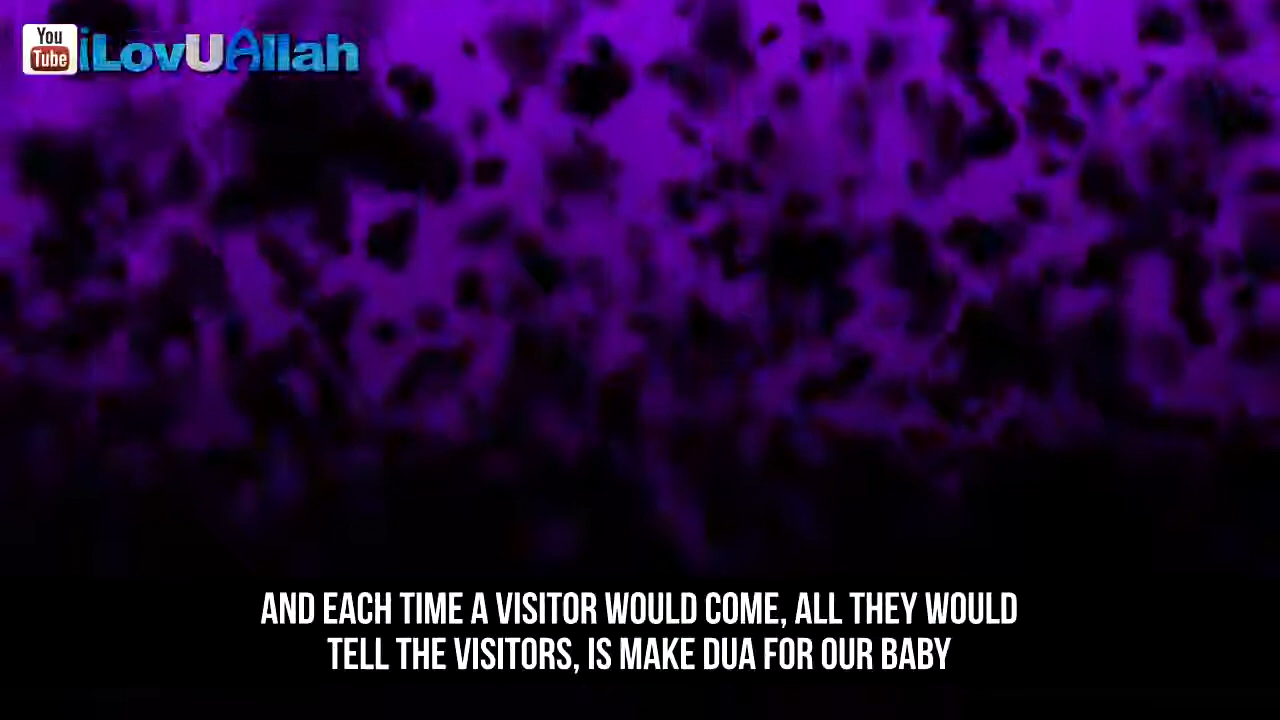 You
Tube
iLovUAllah
AND EACH TIME A VISITOR WOULD COME, ALL THEY WOULD
TELL THE VISITORS, IS MAKE DUA FOR OUR BABY